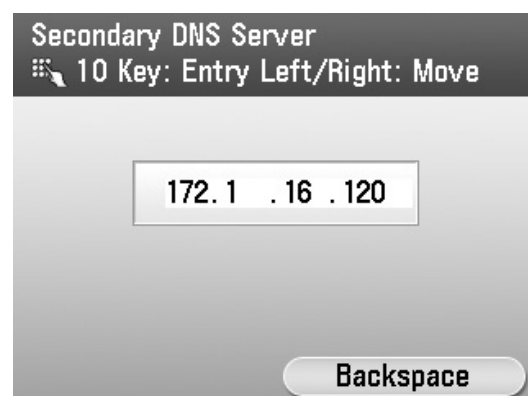 Secondary DNS Server
10 Key: Entry Left/Right: Move
172. 1 . 16 . 120
Backspace